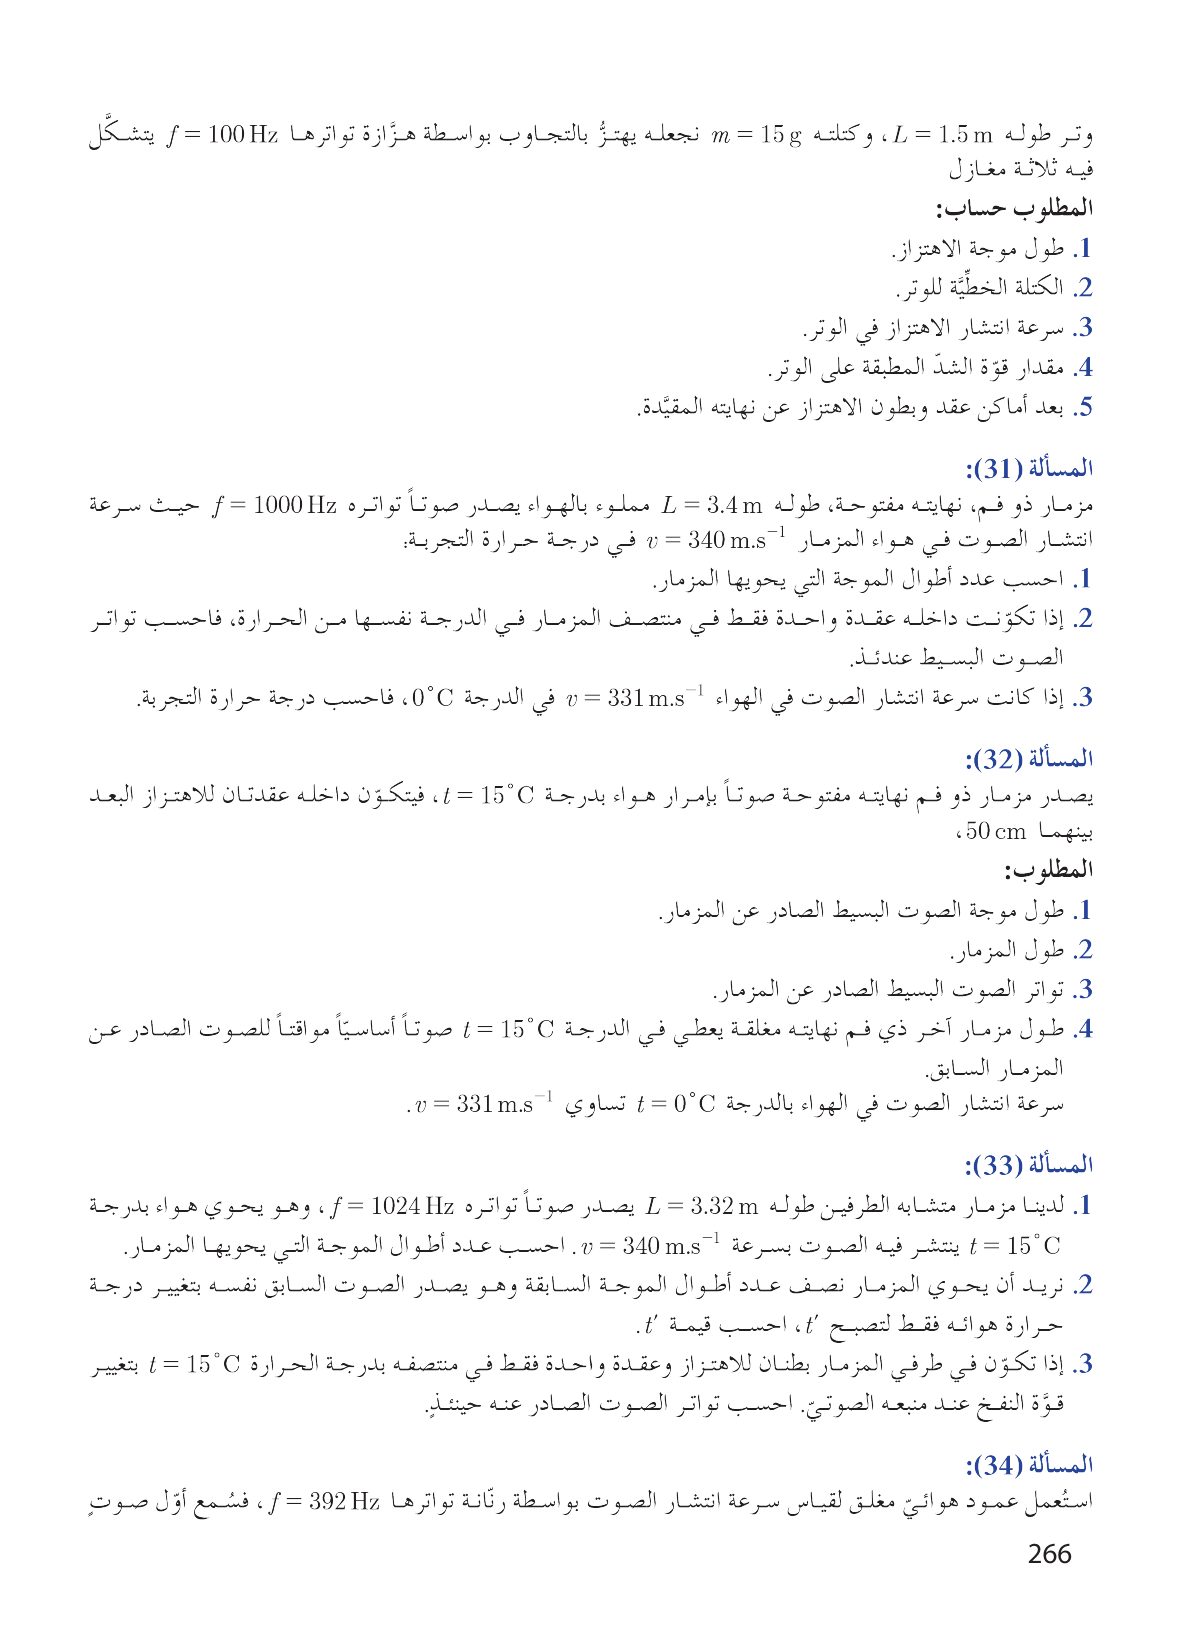 وتر طوله L = 1.5 m ، وكتلته m = 15 g نجعله يهتزُّ بالتجاوب بواسطة هزَّازة تواترها f = 100 Hz يتشكَّل
فيه ثلاثة مغازل
المطلوب حساب:
1. طول موجة الاهتزاز.
2. الكتلة الخطِّيَّة للوتر.
3. سرعة انتشار الاهتزاز في الوتر.
4. مقدار قوّة الشدّ المطبقة على الوتر.
5. بعد أماكن عقد وبطون الاهتزاز عن نهايته المقيَّدة.
المسألة (31):
مزمار ذو فم، نهايته مفتوحة، طوله L = 3.4 m مملوء بالهواء يصدر صوتاً تواتره f = 1000 Hz حيث سرعة
انتشار الصوت في هواء المزمار v = 340 m.s⁻¹ في درجة حرارة التجربة:
1. احسب عدد أطوال الموجة التي يحويها المزمار.
2. إذا تكوّنت داخله عقدة واحدة فقط في منتصف المزمار في الدرجة نفسها من الحرارة، فاحسب تواتر
الصوت البسيط عندئذ.
3. إذا كانت سرعة انتشار الصوت في الهواء v = 331 m.s⁻¹ في الدرجة 0°C ، فاحسب درجة حرارة التجربة.
المسألة (32):
يصدر مزمار ذو فم نهايته مفتوحة صوتاً بإمرار هواء بدرجة t = 15°C ، فيتكوّن داخله عقدتان للاهتزاز البعد
بينهما 50 cm ،
المطلوب:
1. طول موجة الصوت البسيط الصادر عن المزمار.
2. طول المزمار.
3. تواتر الصوت البسيط الصادر عن المزمار.
4. طول مزمار آخر ذي فم نهايته مغلقة يعطي في الدرجة t = 15°C صوتاً أساسيّاً مواقتاً للصوت الصادر عن
المزمار السابق.
سرعة انتشار الصوت في الهواء بالدرجة t = 0°C تساوي v = 331 m.s⁻¹ .
المسألة (33):
1. لدينا مزمار متشابه الطرفين طوله L = 3.32 m يصدر صوتاً تواتره f = 1024 Hz ، وهو يحوي هواء بدرجة
t = 15°C ينتشر فيه الصوت بسرعة v = 340 m.s⁻¹ . احسب عدد أطوال الموجة التي يحويها المزمار.
2. نريد أن يحوي المزمار نصف عدد أطوال الموجة السابقة وهو يصدر الصوت السابق نفسه بتغيير درجة
حرارة هوائه فقط لتصبح t′ ، احسب قيمة t′ .
3. إذا تكوّن في طرفي المزمار بطنان للاهتزاز وعقدة واحدة فقط في منتصفه بدرجة الحرارة t = 15°C بتغيير
قوَّة النفخ عند منبعه الصوتيّ. احسب تواتر الصوت الصادر عنه حينئذٍ.
المسألة (34):
استُعمل عمود هوائيّ مغلق لقياس سرعة انتشار الصوت بواسطة رنّانة تواترها f = 392 Hz ، فسُمع أوّل صوتٍ
266